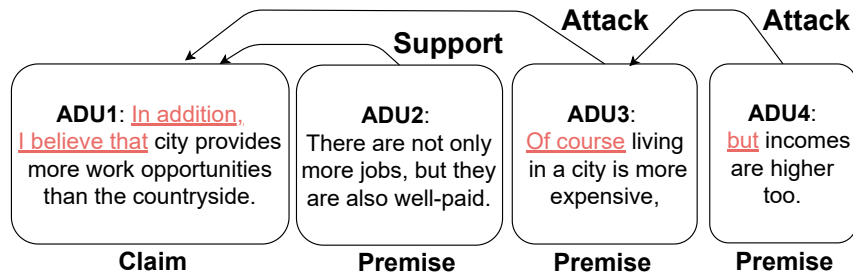 Attack
Attack
Support
ADU1: In addition,
I believe that city provides
more work opportunities
than the countryside.
ADU2:
There are not only
more jobs, but they
are also well-paid.
ADU3:
Of course living
in a city is more
expensive,
ADU4:
but incomes
are higher
too.
Claim
Premise
Premise
Premise